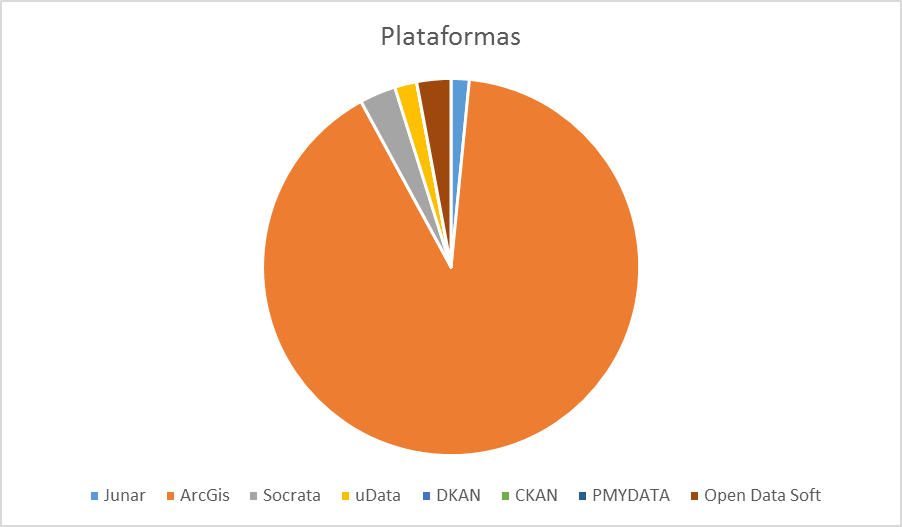 Plataformas
Junar ArcGis Socrata uData DKAN CKAN PMYDATA Open Data Soft